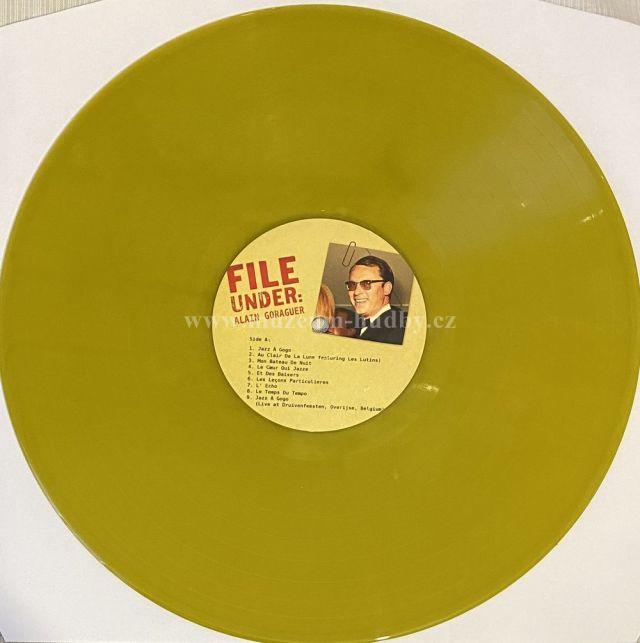 FILE
UNDER:
ALAIN GORAGUER
www.muzeum-hudby.cz
Side A:
1. Jazz À Gogo
2. Au Clair De La Lune featuring Les Lutins)
3. Mon Bateau De Nuit
4. Le Cœur Qui Jazze
5. Et Des Baisers
6. Les Leçons Particulieres
7. L' Echo
8. Le Temps Du Tempo
9. Jazz À Gogo
(Live at Druivenfeesten, Overijse, Belgium)